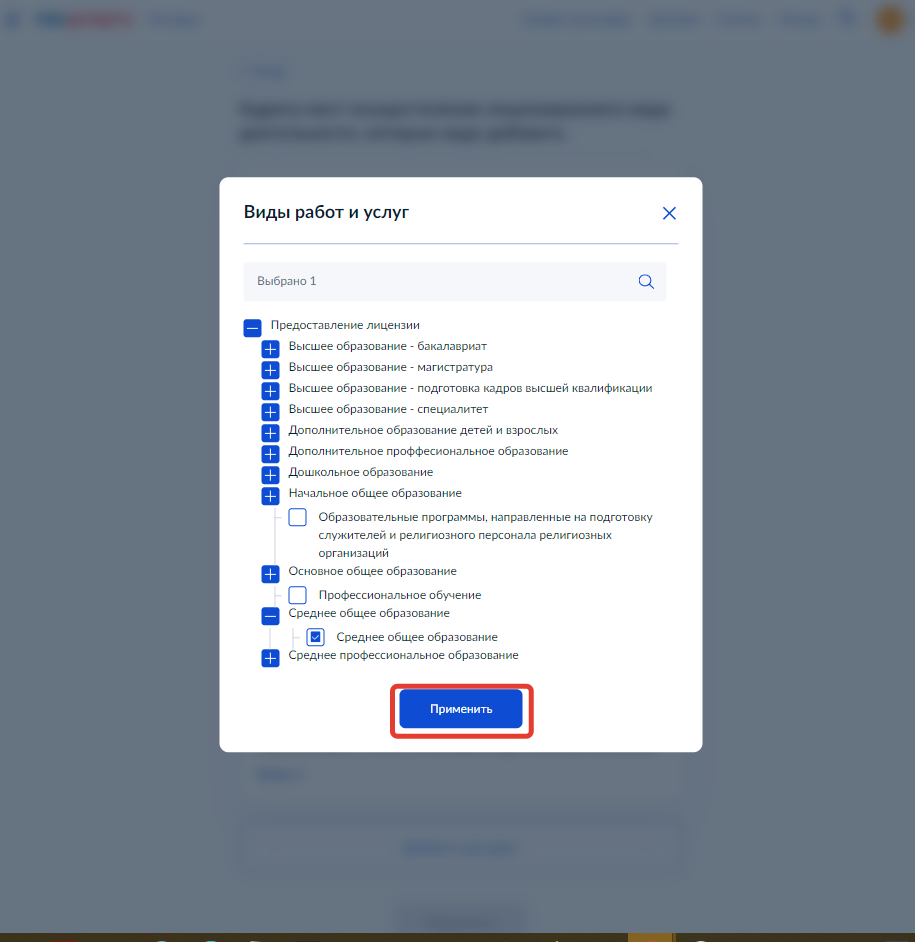 Виды работ и услуг
Выбрано 1
Предоставление лицензии
Высшее образование - бакалавриат
Высшее образование - магистратура
Высшее образование - подготовка кадров высшей квалификации
Высшее образование - специалитет
Дополнительное образование детей и взрослых
Дополнительное проффесиональное образование
Дошкольное образование
Начальное общее образование
Образовательные программы, направленные на подготовку
служителей и религиозного персонала религиозных
организаций
Основное общее образование
Профессиональное обучение
Среднее общее образование
Среднее общее образование
Среднее профессиональное образование
Применить